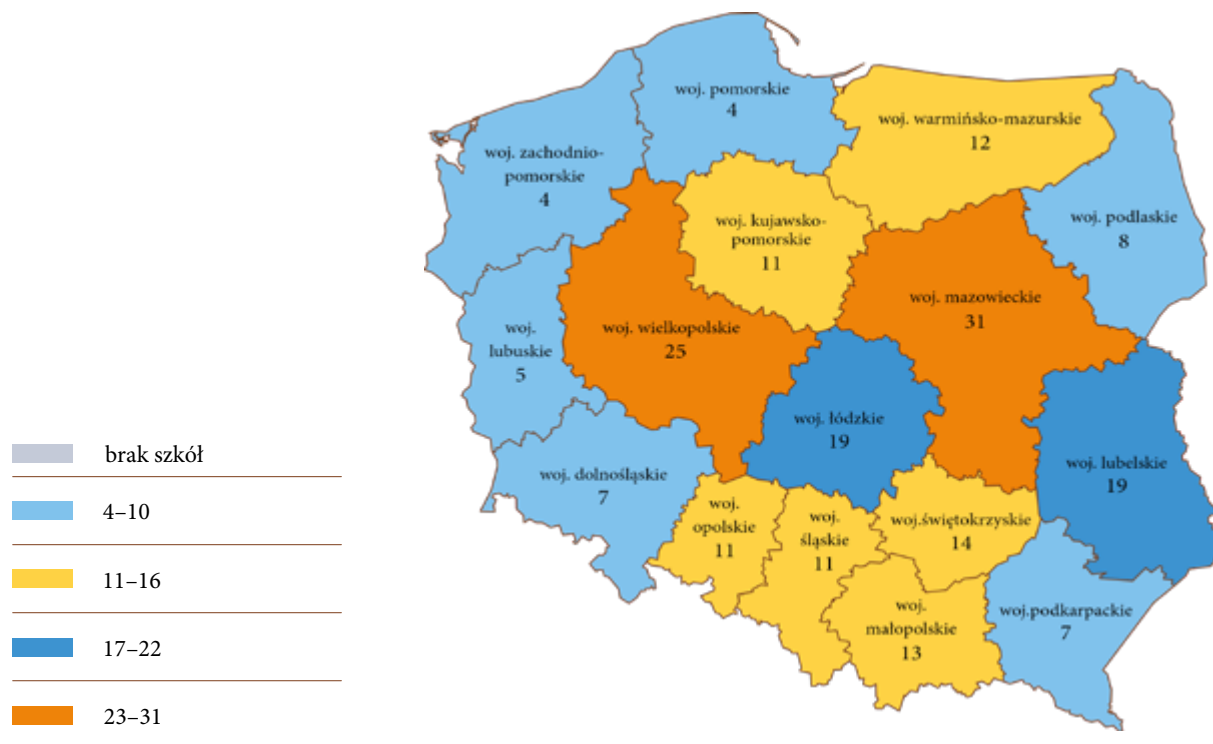 woj. pomorskie
4
woj. warmińsko-mazurskie
12
woj. zachodnio-
pomorskie
4
woj. kujawsko-
pomorskie
11
woj. podlaskie
8
woj. mazowieckie
31
woj. wielkopolskie
25
woj.
lubuskie
5
woj. łódzkie
19
woj. lubelskie
19
woj. dolnośląskie
7
woj.
opolskie
11
woj.
śląskie
11
woj.świętokrzyskie
14
woj.
małopolskie
13
woj.podkarpackie
7
brak szkół
4–10
11–16
17–22
23–31